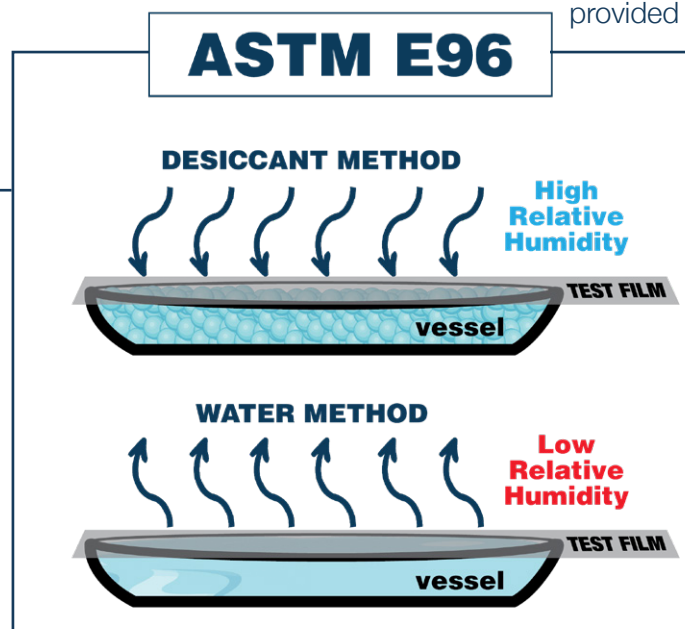 provided
ASTM E96
DESICCANT METHOD
High
Relative
Humidity
TEST FILM
vessel
WATER METHOD
Low
Relative
Humidity
TEST FILM
vessel